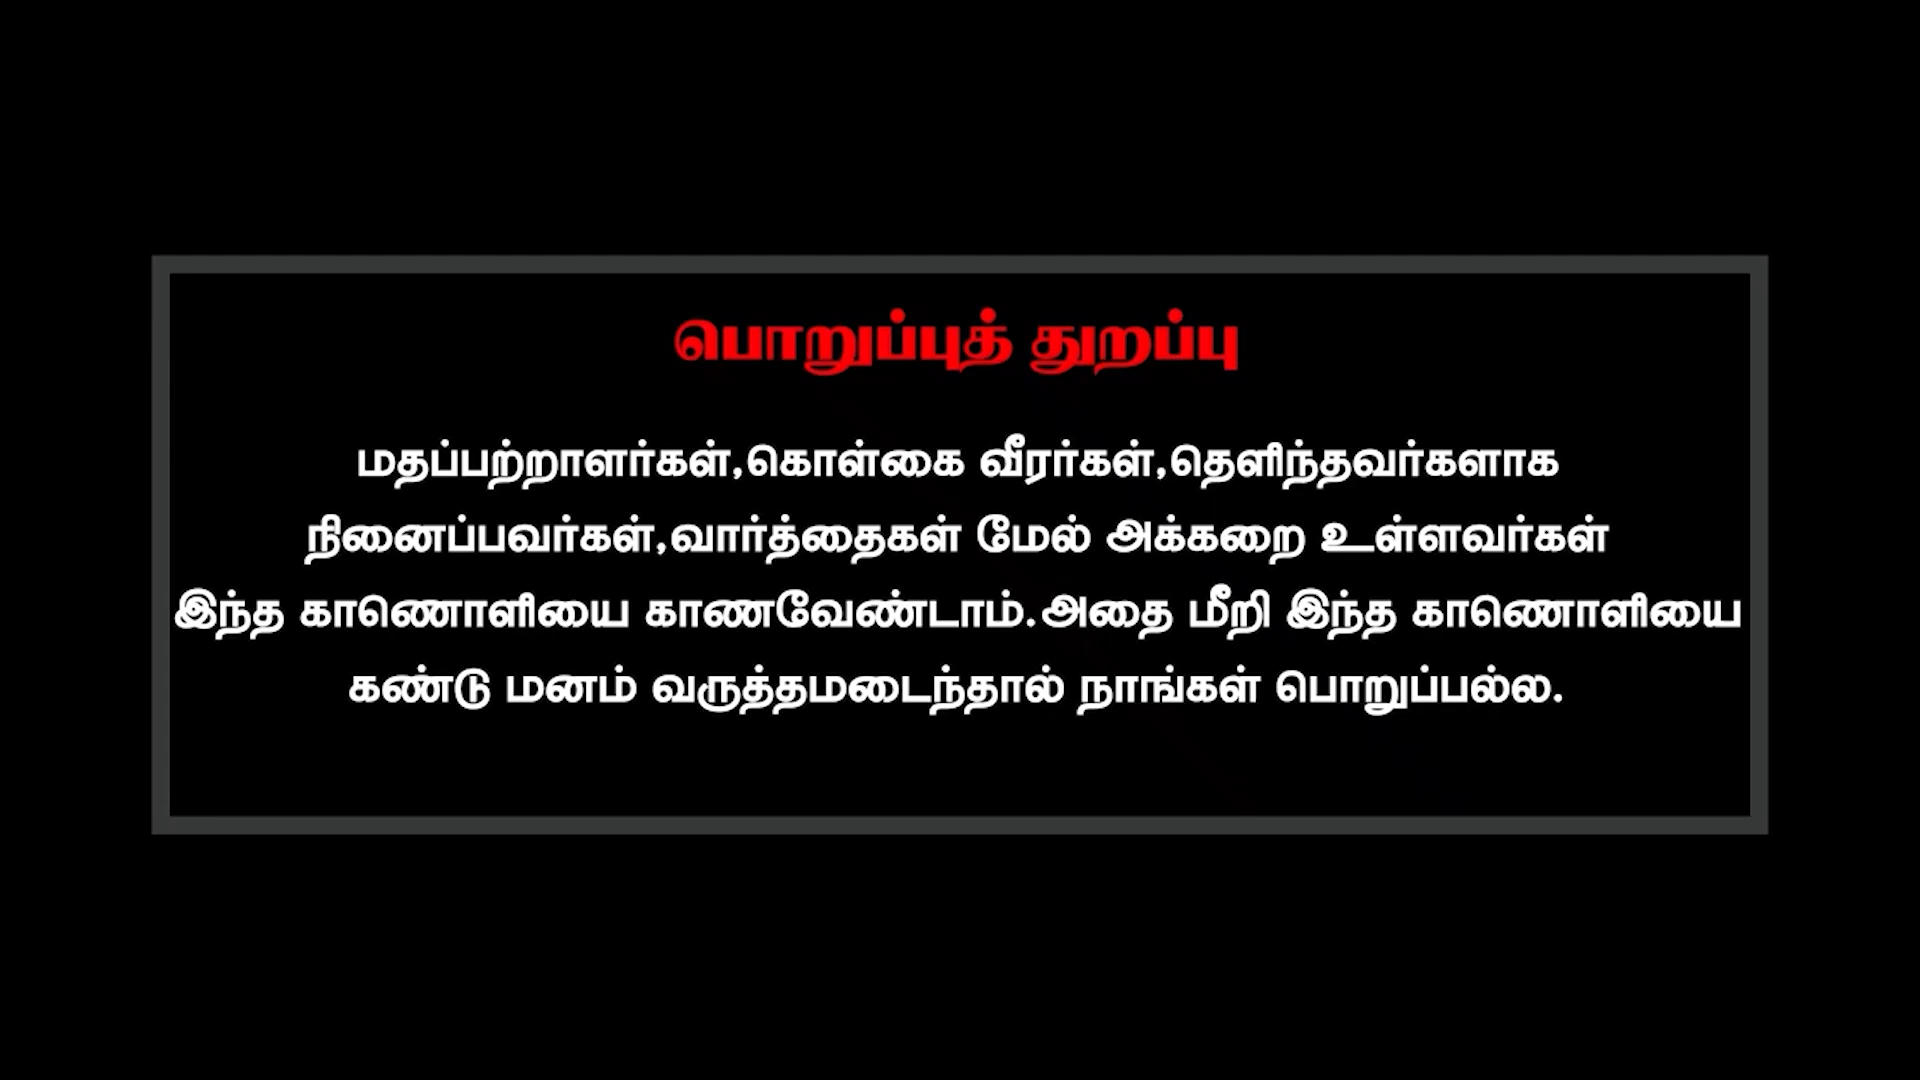 பொறுப்புத் துறப்பு
மதப்பற்றாளர்கள்,கொள்கை வீரர்கள்,தெளிந்தவர்களாக
நினைப்பவர்கள்,வார்த்தைகள் மேல் அக்கறை உள்ளவர்கள்
இந்த காணொளியை காணவேண்டாம்.அதை மீறி இந்த காணொளியை
கண்டு மனம் வருத்தமடைந்தால் நாங்கள் பொறுப்பல்ல.